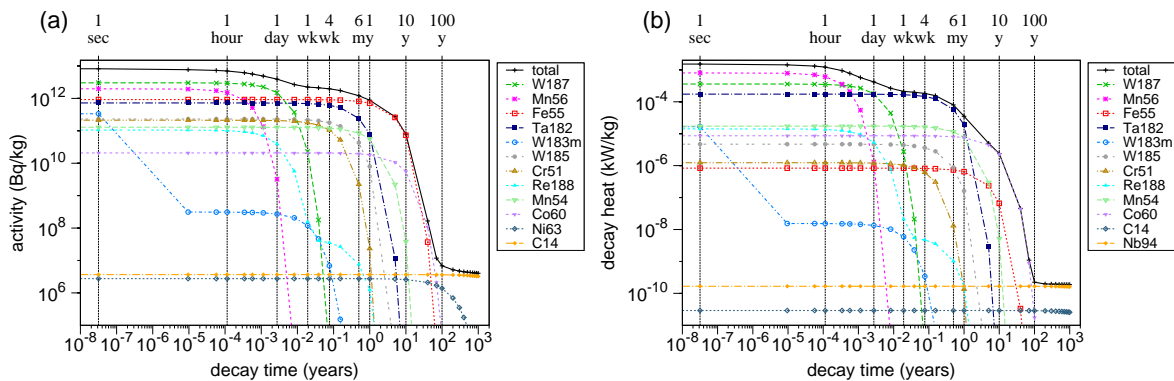 (a)
1 1 1 1 4 6 1 10 100
sec hour day wk wk m y y y
10^12
10^10
10^8
10^6
activity (Bq/kg)
10^-8 10^-7 10^-6 10^-5 10^-4 10^-3 10^-2 10^-1 10^0 10^1 10^2 10^3
decay time (years)
total
W187
Mn56
Fe55
Ta182
W183m
W185
Cr51
Re188
Mn54
Co60
Ni63
C14
(b)
1 1 1 1 4 6 1 10 100
sec hour day wk wk m y y y
10^-4
10^-6
10^-8
10^-10
decay heat (kW/kg)
10^-8 10^-7 10^-6 10^-5 10^-4 10^-3 10^-2 10^-1 10^0 10^1 10^2 10^3
decay time (years)
total
W187
Mn56
Fe55
Ta182
W183m
W185
Cr51
Re188
Mn54
Co60
C14
Nb94